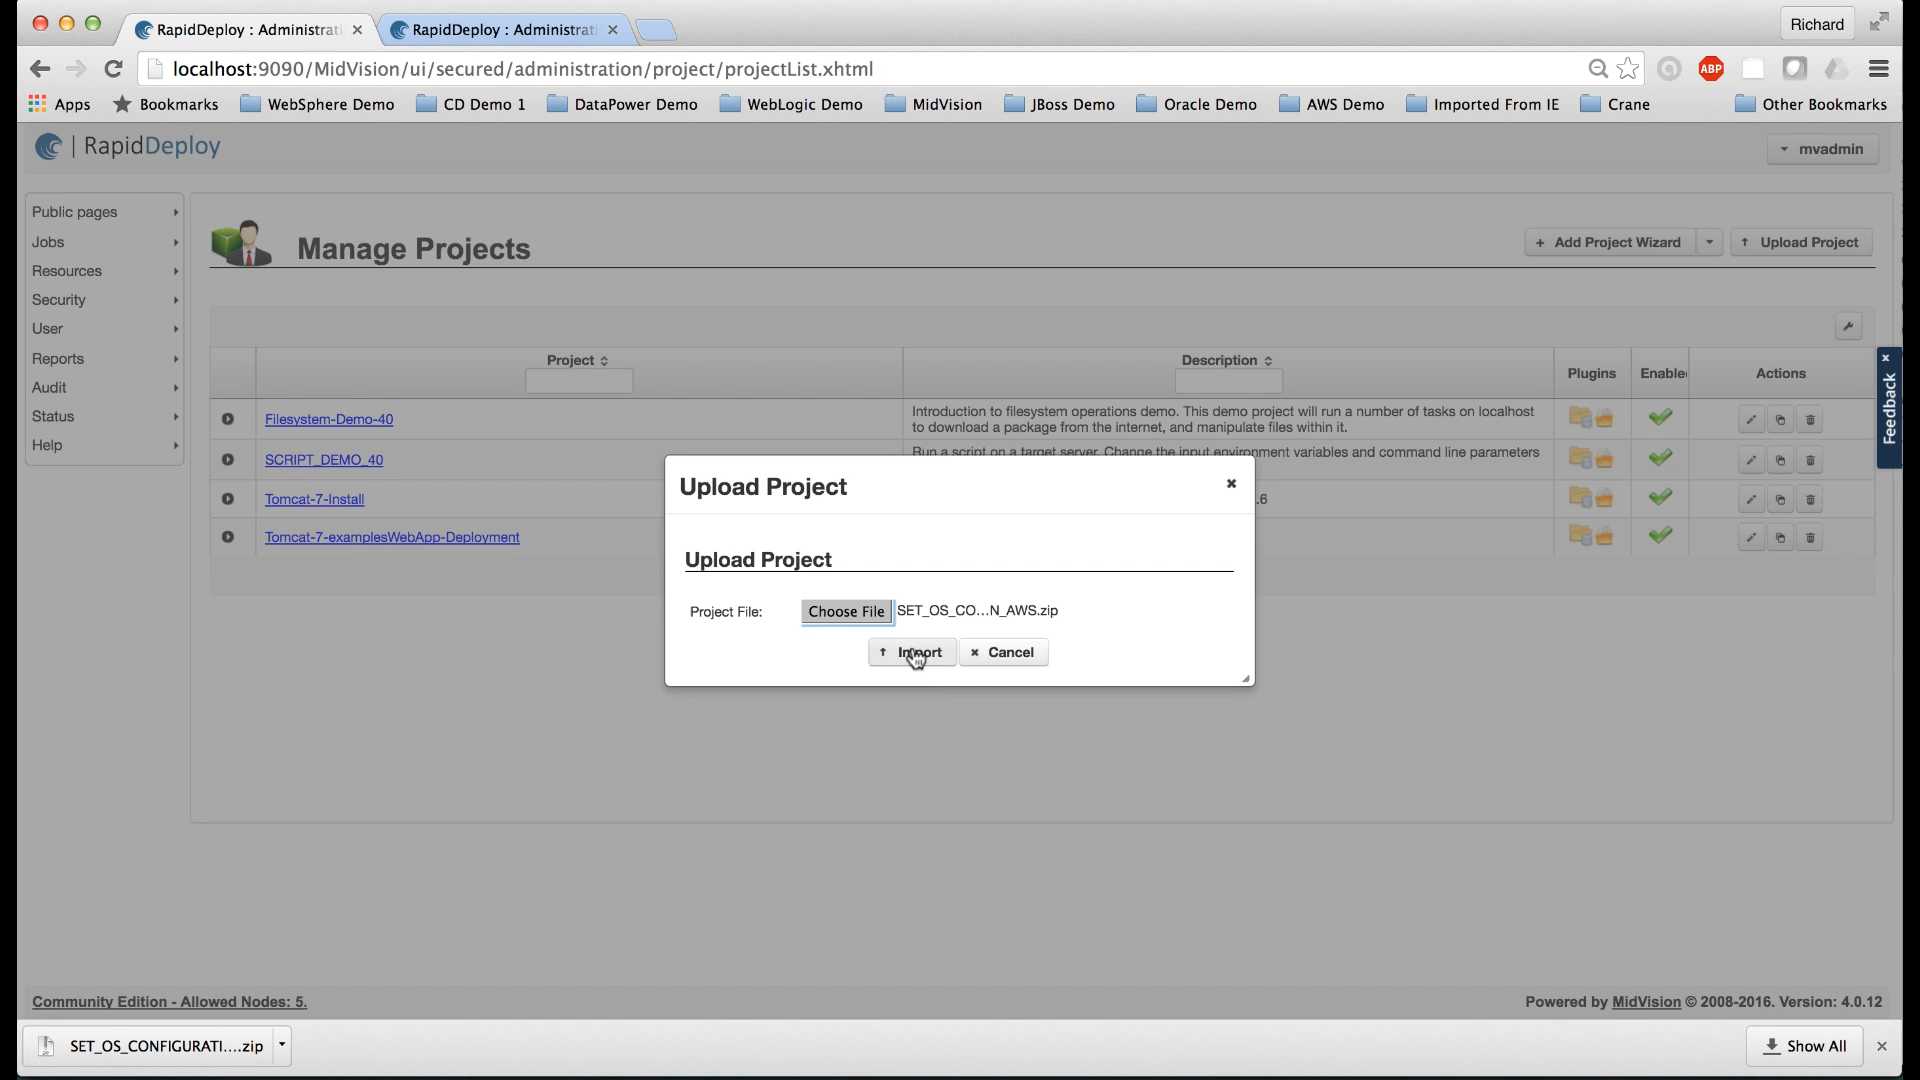 RapidDeploy : Administrati
RapidDeploy : Administrat
Richard
localhost:9090/MidVision/ui/secured/administration/project/projectList.xhtml
ABP
Apps
Bookmarks
WebSphere Demo
CD Demo 1
DataPower Demo
WebLogic Demo
MidVision
JBoss Demo
Oracle Demo
AWS Demo
Imported From IE
Crane
Other Bookmarks
| RapidDeploy
mvadmin
Public pages
Jobs
Resources
Security
User
Reports
Audit
Status
Help
Manage Projects
+ Add Project Wizard
Upload Project
Project
Description
Plugins
Enable
Actions
Filesystem-Demo-40
Introduction to filesystem operations demo. This demo project will run a number of tasks on localhost
to download a package from the internet, and manipulate files within it.
SCRIPT_DEMO_40
Run a script on a target server. Change the input environment variables and command line parameters
Tomcat-7-Install
.6
Tomcat-7-examplesWebApp-Deployment
Feedback
Upload Project
Upload Project
Project File:
Choose File
SET_OS_CO...N_AWS.zip
Import
Cancel
Community Edition - Allowed Nodes: 5.
Powered by MidVision © 2008-2016. Version: 4.0.12
SET_OS_CONFIGURATI....zip
Show All